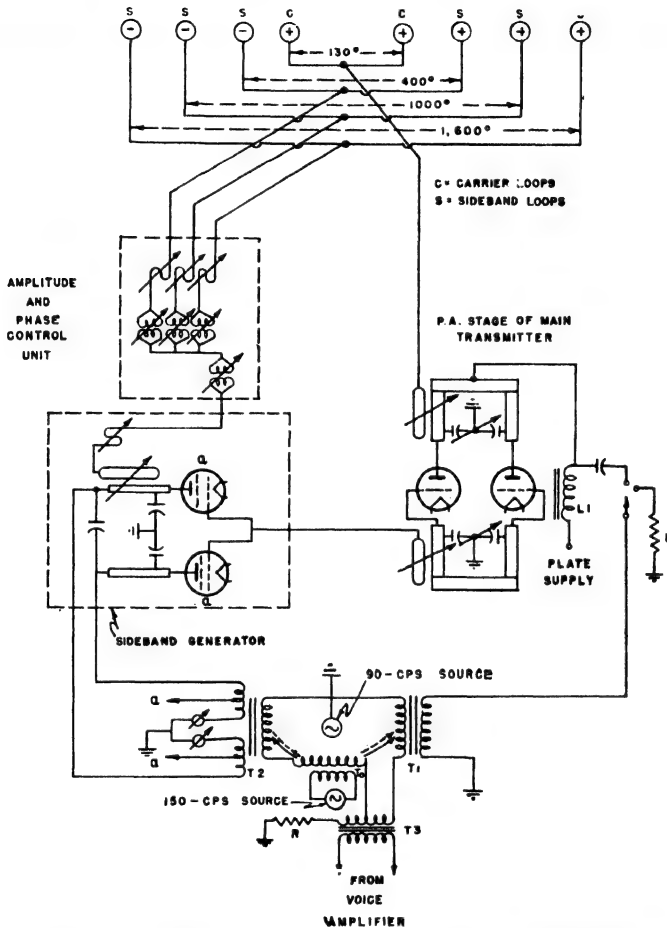 S S S C C S S
− − − + + + + +
130°
400°
1000°
1,600°
C= CARRIER LOOPS
S= SIDEBAND LOOPS
AMPLITUDE
AND
PHASE
CONTROL
UNIT
P.A. STAGE OF MAIN
TRANSMITTER
a
a
L1
PLATE
SUPPLY
SIDEBAND GENERATOR
90-CPS SOURCE
a
a
T2
T1
150-CPS SOURCE
R
T3
FROM
VOICE
AMPLIFIER